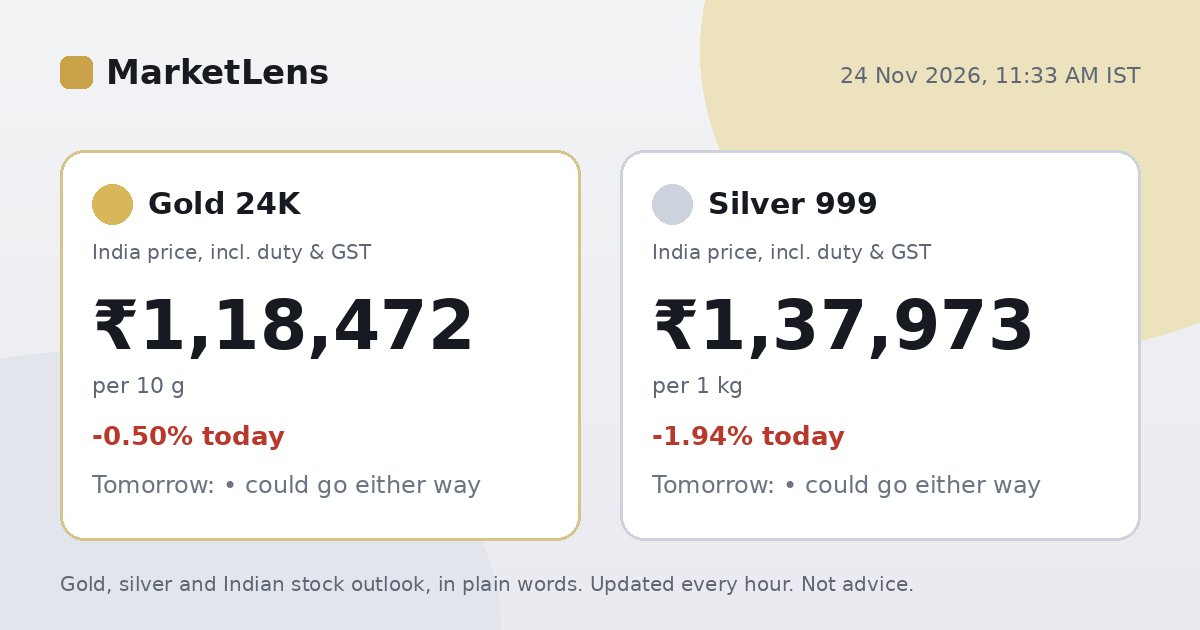 MarketLens
24 Nov 2026, 11:33 AM IST
Gold 24K
India price, incl. duty & GST
₹1,18,472
per 10 g
-0.50% today
Tomorrow: • could go either way
Silver 999
India price, incl. duty & GST
₹1,37,973
per 1 kg
-1.94% today
Tomorrow: • could go either way
Gold, silver and Indian stock outlook, in plain words. Updated every hour. Not advice.